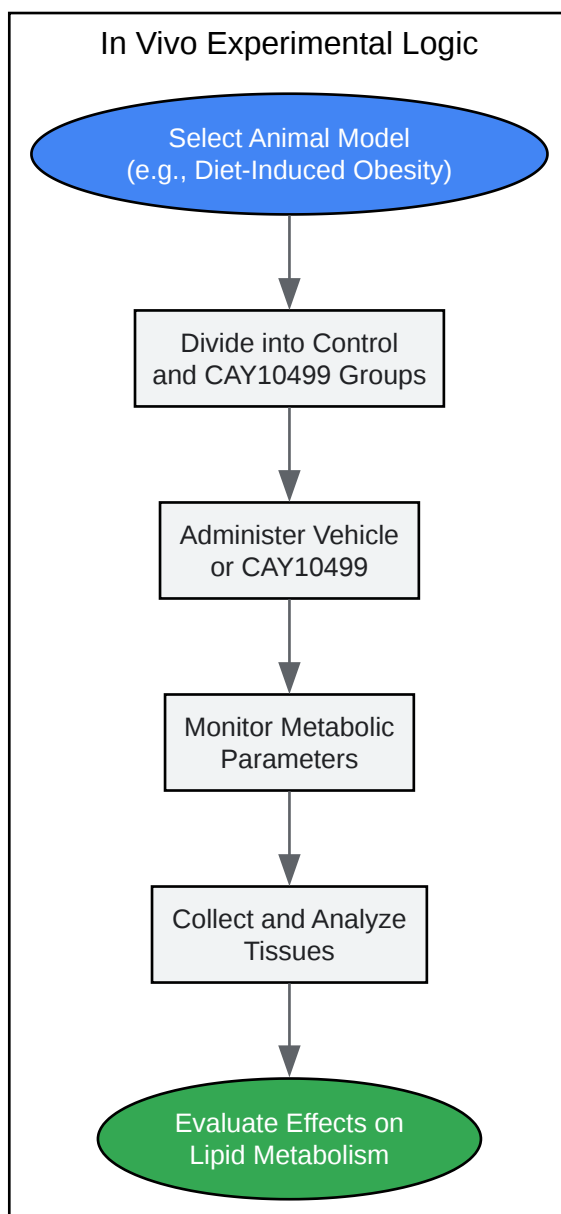 In Vivo Experimental Logic
Select Animal Model
(e.g., Diet-Induced Obesity)
Divide into Control
and CAY10499 Groups
Administer Vehicle
or CAY10499
Monitor Metabolic
Parameters
Collect and Analyze
Tissues
Evaluate Effects on
Lipid Metabolism